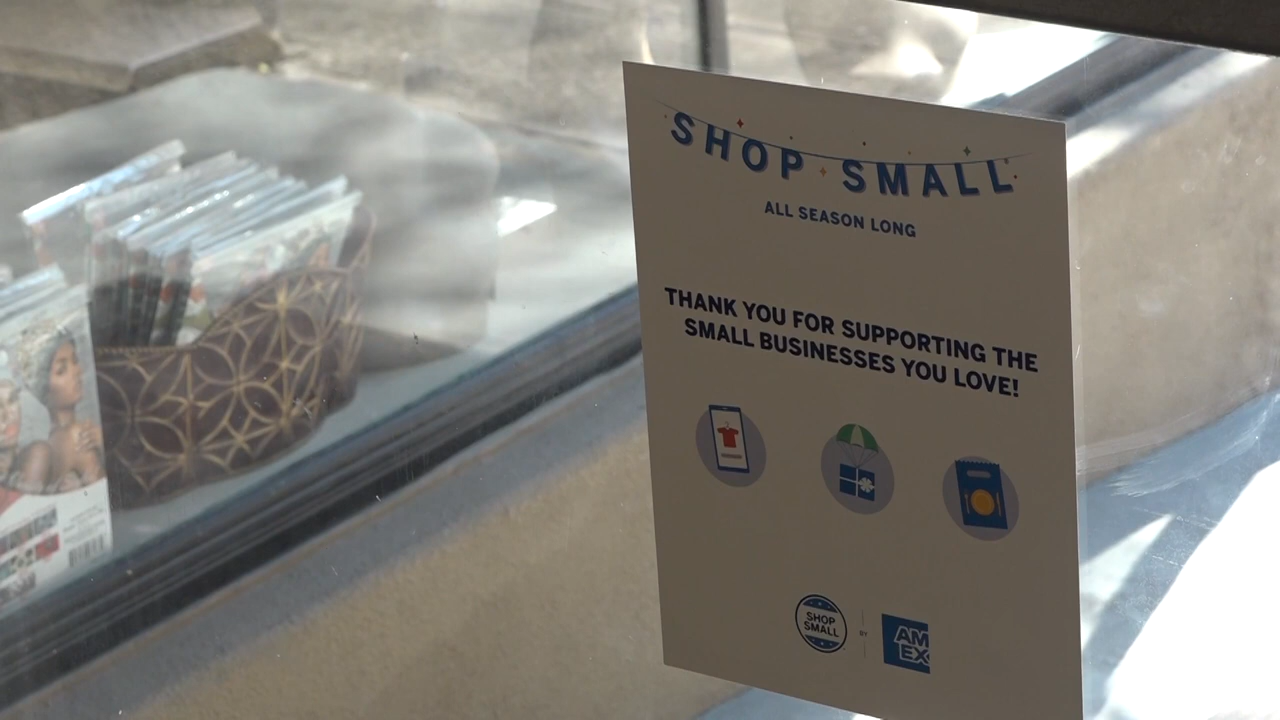 SHOP SMALL
ALL SEASON LONG
THANK YOU FOR SUPPORTING THE
SMALL BUSINESSES YOU LOVE!
SHOP
SMALL
BY
AM
EX